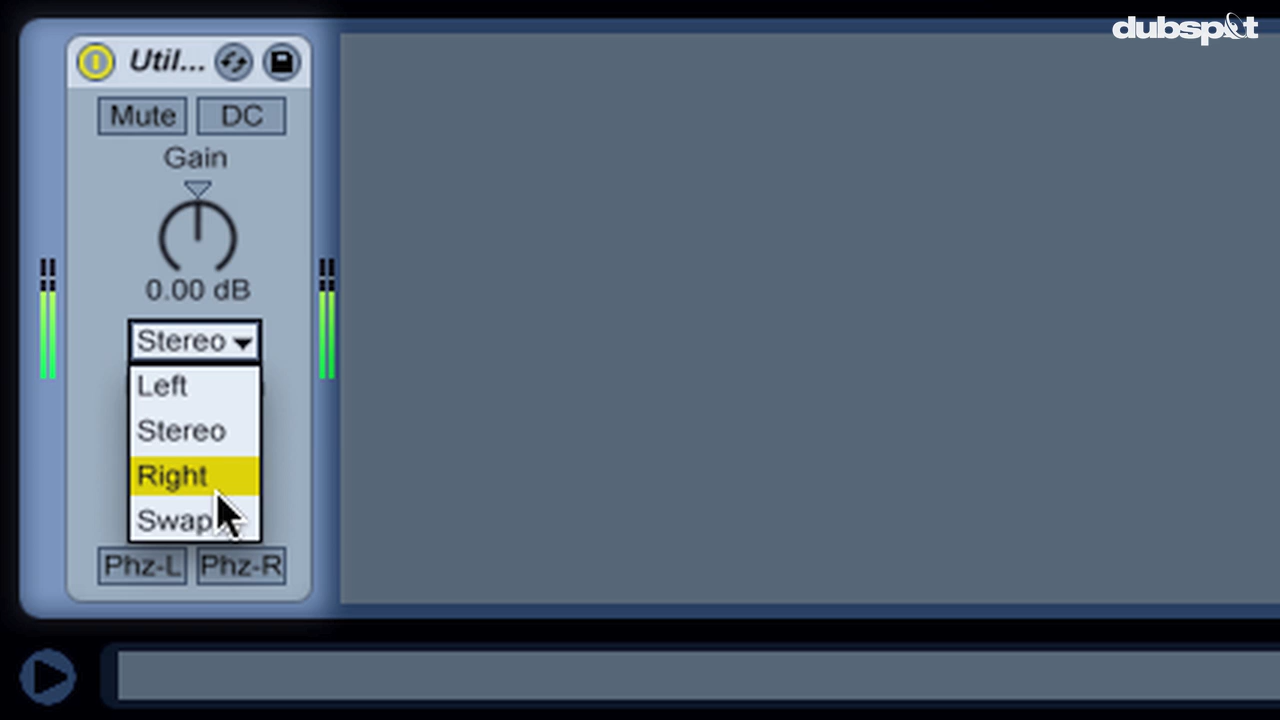 dubspot
Util...
Mute DC
Gain
0.00 dB
Stereo
Left
Stereo
Right
Swap
Phz-L Phz-R